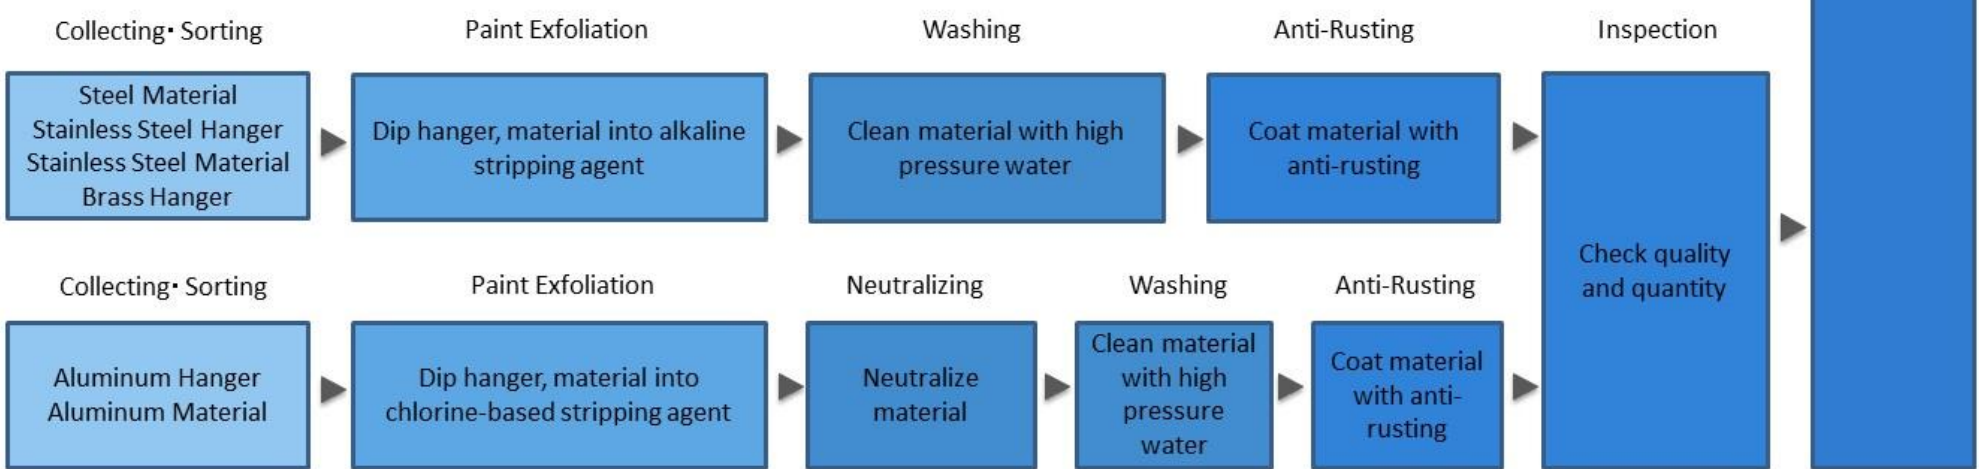 Collecting・Sorting
Steel Material
Stainless Steel Hanger
Stainless Steel Material
Brass Hanger
Paint Exfoliation
Dip hanger, material into alkaline
stripping agent
Washing
Clean material with high
pressure water
Anti-Rusting
Coat material with
anti-rusting
Inspection
Check quality
and quantity
Collecting・Sorting
Aluminum Hanger
Aluminum Material
Paint Exfoliation
Dip hanger, material into
chlorine-based stripping agent
Neutralizing
Neutralize
material
Washing
Clean material
with high
pressure
water
Anti-Rusting
Coat material
with anti-
rusting